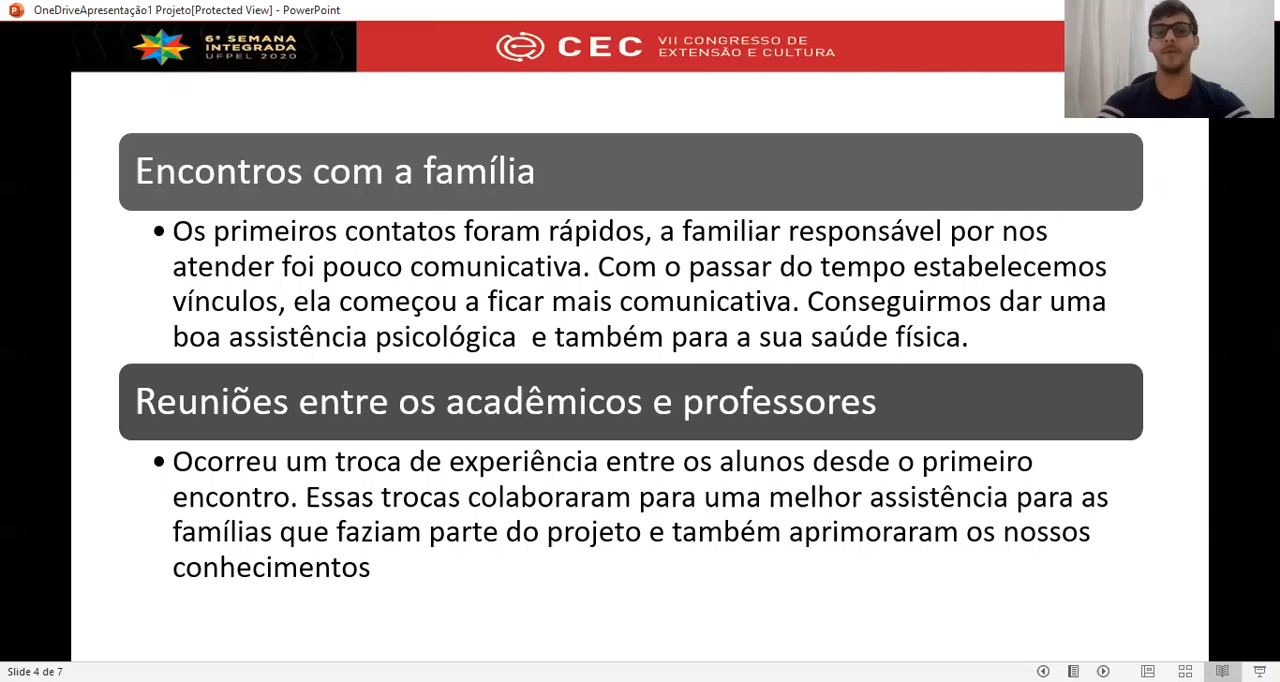 OneDriveApresentação1 Projeto[Protected View] - PowerPoint
6ª SEMANA
INTEGRADA
UFPEL 2020
CEC
VII CONGRESSO DE
EXTENSÃO E CULTURA
Encontros com a família
• Os primeiros contatos foram rápidos, a familiar responsável por nos
atender foi pouco comunicativa. Com o passar do tempo estabelecemos
vínculos, ela começou a ficar mais comunicativa. Conseguirmos dar uma
boa assistência psicológica e também para a sua saúde física.
Reuniões entre os acadêmicos e professores
• Ocorreu um troca de experiência entre os alunos desde o primeiro
encontro. Essas trocas colaboraram para uma melhor assistência para as
famílias que faziam parte do projeto e também aprimoraram os nossos
conhecimentos
Slide 4 de 7